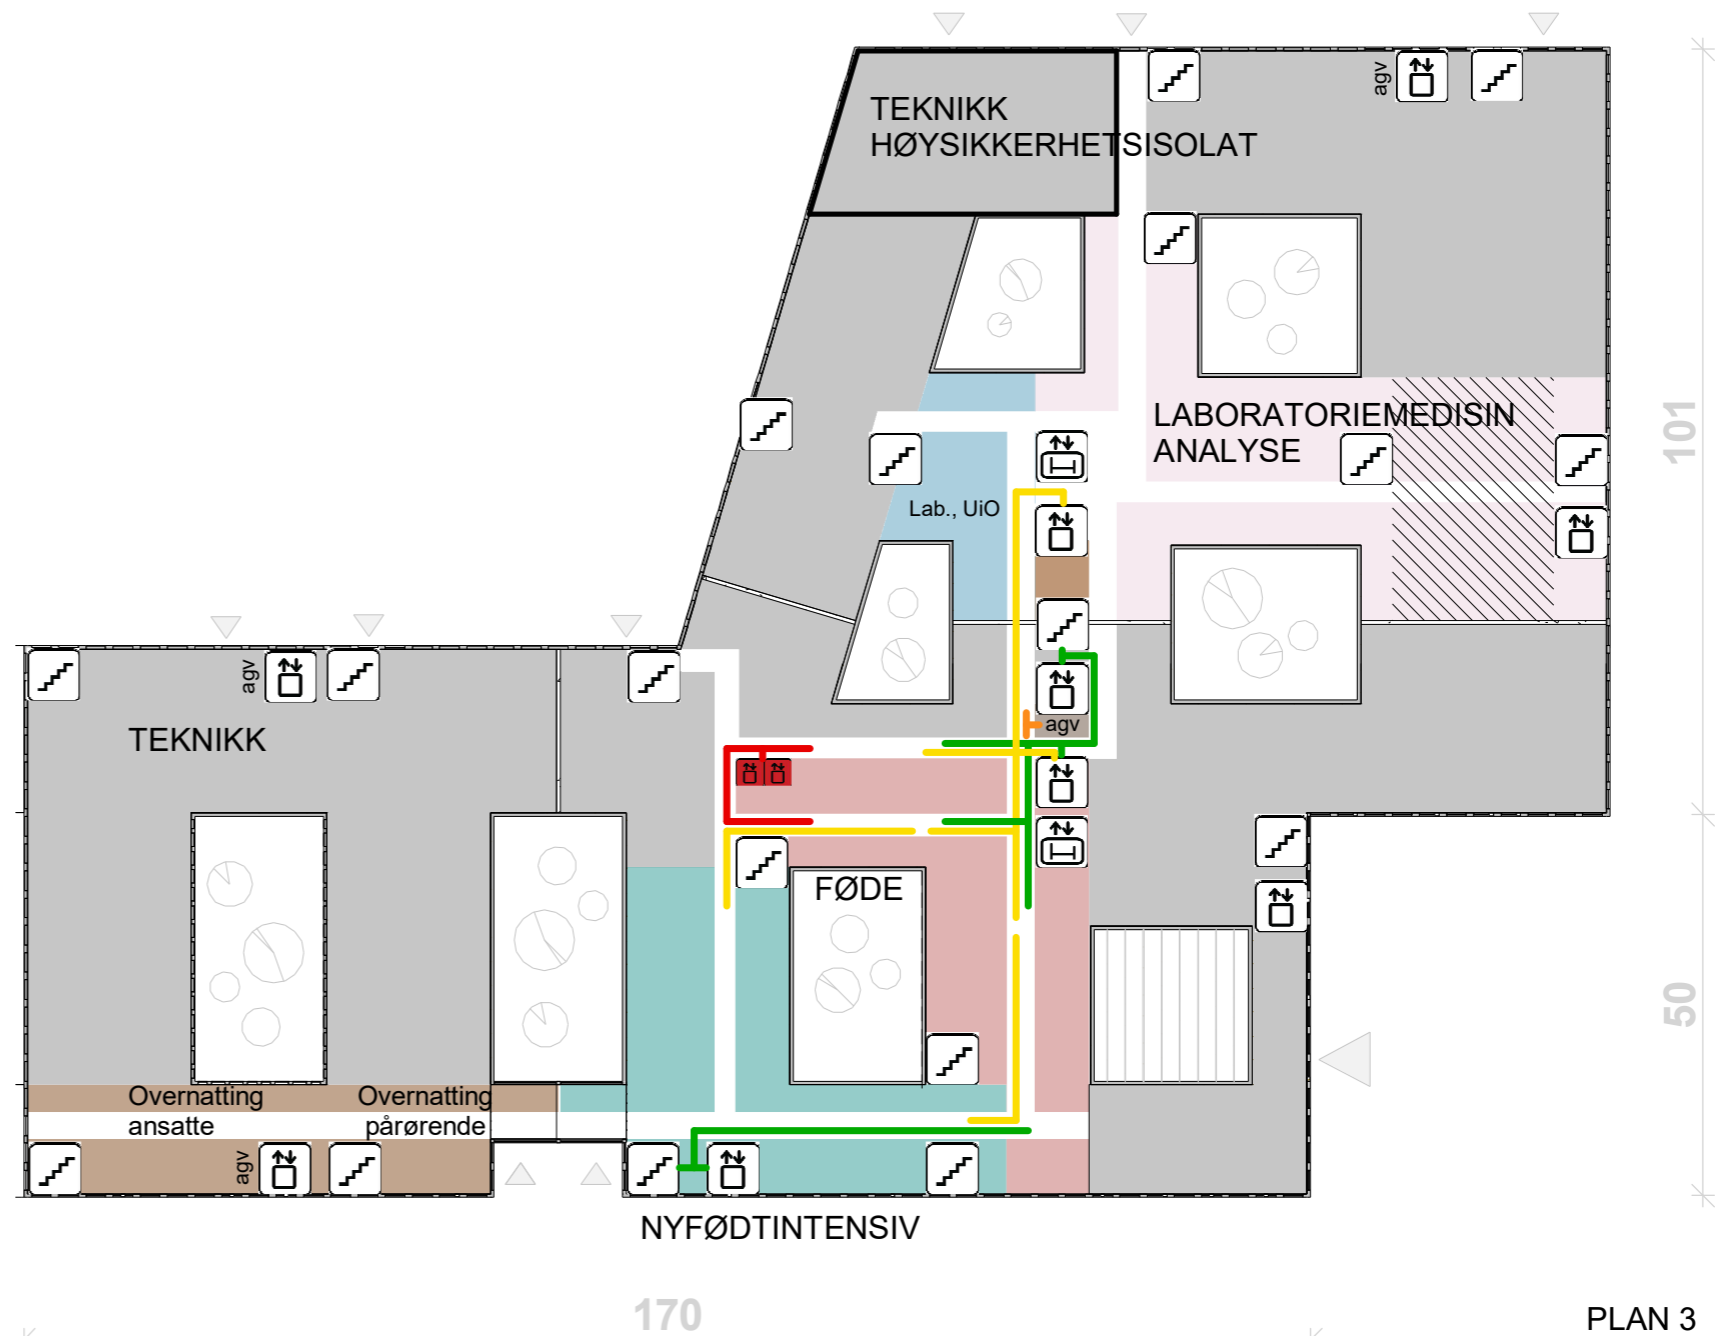 TEKNIKK
HØYSIKKERHETSISOLAT
agv
LABORATORIEMEDISIN
ANALYSE
101
Lab., UiO
agv
TEKNIKK
agv
FØDE
50
Overnatting
ansatte
Overnatting
pårørende
agv
NYFØDTINTENSIV
170
PLAN 3